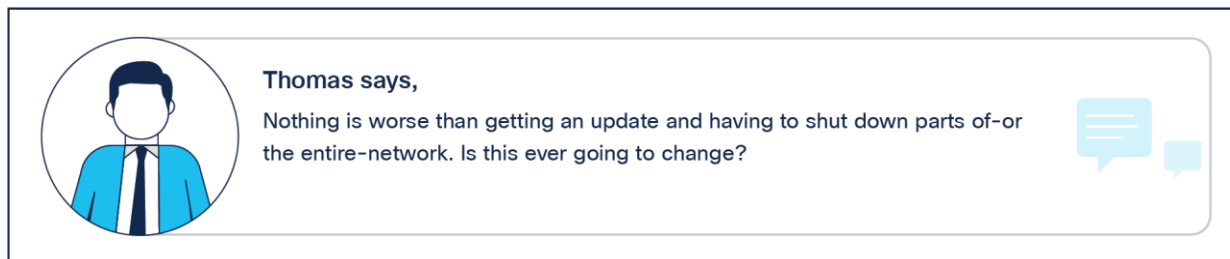 Thomas says,
Nothing is worse than getting an update and having to shut down parts of-or
the entire-network. Is this ever going to change?